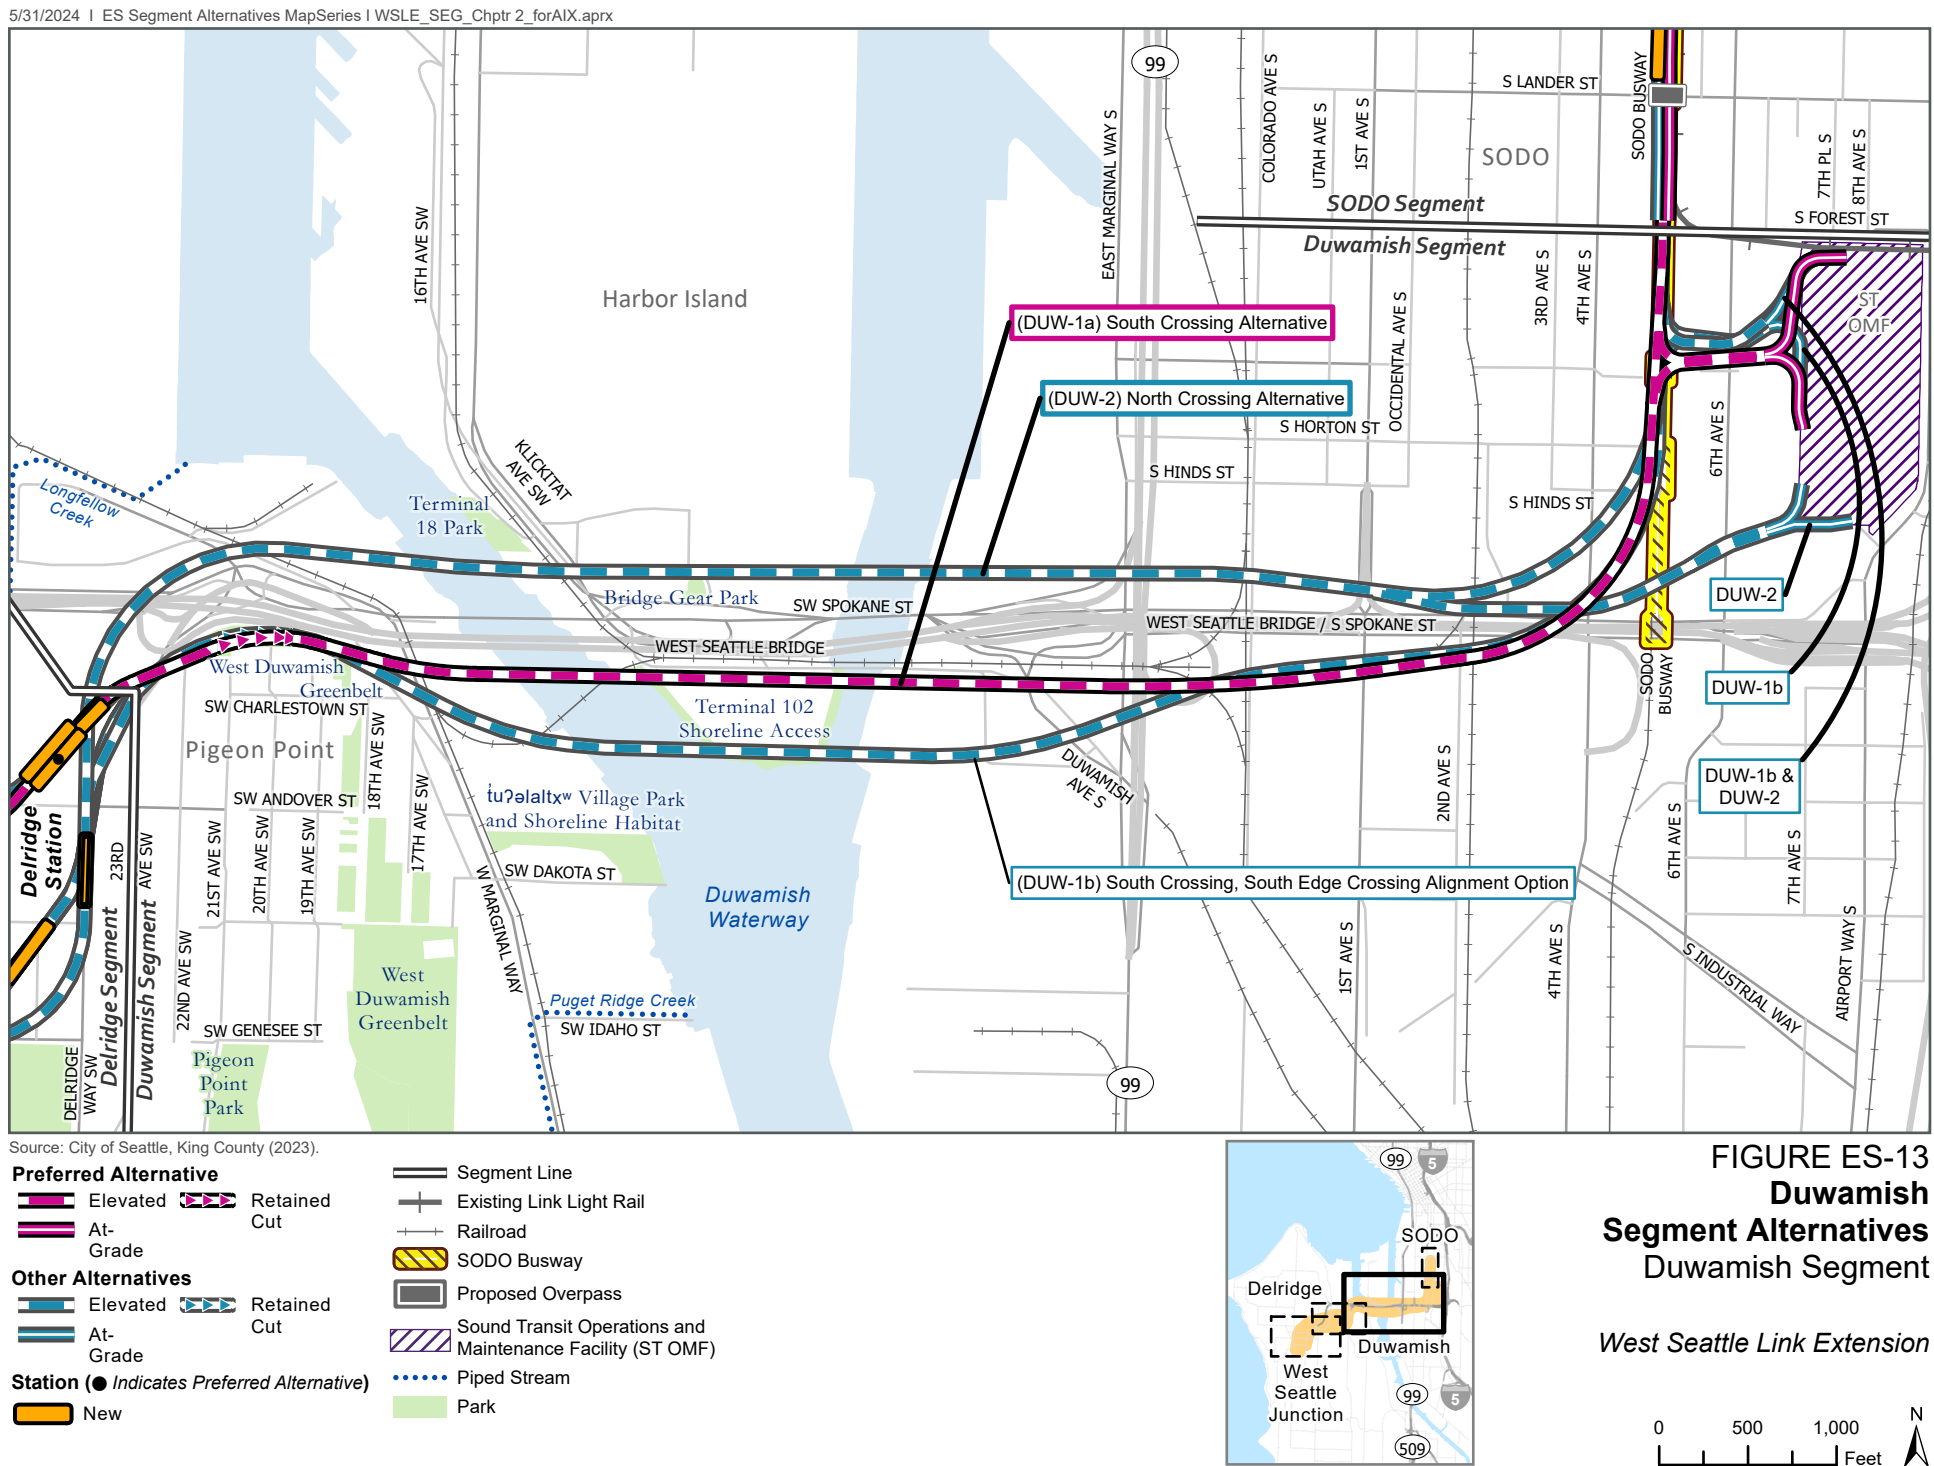 5/31/2024 I ES Segment Alternatives MapSeries I WSLE_SEG_Chptr 2_forAIX.aprx
99
S LANDER ST
SODO BUSWAY
COLORADO AVE S
UTAH AVE S
1ST AVE S
EAST MARGINAL WAY S
SODO
7TH PL S
8TH AVE S
16TH AVE SW
SODO Segment
Duwamish Segment
S FOREST ST
Harbor Island
3RD AVE S
4TH AVE S
OCCIDENTAL AVE S
ST
OMF
(DUW-1a) South Crossing Alternative
(DUW-2) North Crossing Alternative
S HORTON ST
6TH AVE S
KLICKITAT
AVE SW
S HINDS ST
S HINDS ST
Longfellow
Creek
Terminal
18 Park
Bridge Gear Park
SW SPOKANE ST
WEST SEATTLE BRIDGE / S SPOKANE ST
DUW-2
WEST SEATTLE BRIDGE
West Duwamish
Greenbelt
SW CHARLESTOWN ST
SODO
BUSWAY
DUW-1b
Terminal 102
Shoreline Access
Pigeon Point
18TH AVE SW
DUWAMISH
AVE S
2ND AVE S
DUW-1b &
DUW-2
SW ANDOVER ST
17TH AVE SW
t̓uʔəlaltxʷ Village Park
and Shoreline Habitat
Delridge
Station
23RD
AVE SW
21ST AVE SW
20TH AVE SW
19TH AVE SW
6TH AVE S
7TH AVE S
SW DAKOTA ST
W MARGINAL WAY
(DUW-1b) South Crossing, South Edge Crossing Alignment Option
Duwamish
Waterway
Delridge Segment
Duwamish Segment
22ND AVE SW
West
Duwamish
Greenbelt
1ST AVE S
4TH AVE S
S INDUSTRIAL WAY
AIRPORT WAY S
Puget Ridge Creek
SW IDAHO ST
SW GENESEE ST
Pigeon
Point
Park
DELRIDGE
WAY SW
99
Source: City of Seattle, King County (2023).
Preferred Alternative
Elevated
Retained
Cut
At-
Grade
Other Alternatives
Elevated
Retained
Cut
At-
Grade
Station (● Indicates Preferred Alternative)
New
Segment Line
Existing Link Light Rail
Railroad
SODO Busway
Proposed Overpass
Sound Transit Operations and
Maintenance Facility (ST OMF)
Piped Stream
Park
99
5
SODO
Delridge
Duwamish
West
Seattle
Junction
99
5
509
FIGURE ES-13
Duwamish
Segment Alternatives
Duwamish Segment
West Seattle Link Extension
0 500 1,000
Feet
N